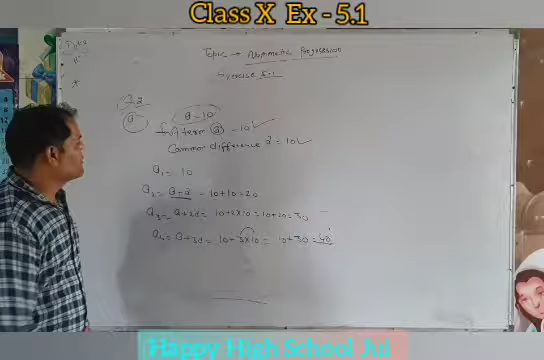 Class X Ex - 5.1
Topic → Arithmetic Progression
Exercise 5.1
Q.2
a = 10
First term (a) = 10
Common difference d = 10
a₁ = 10
a₂ = a+d = 10+10=20
a₃ = a+2d = 10+2×10 = 10+20=30
a₄ = a+3d = 10+3×10 = 10+30=40
Happy High School Jui